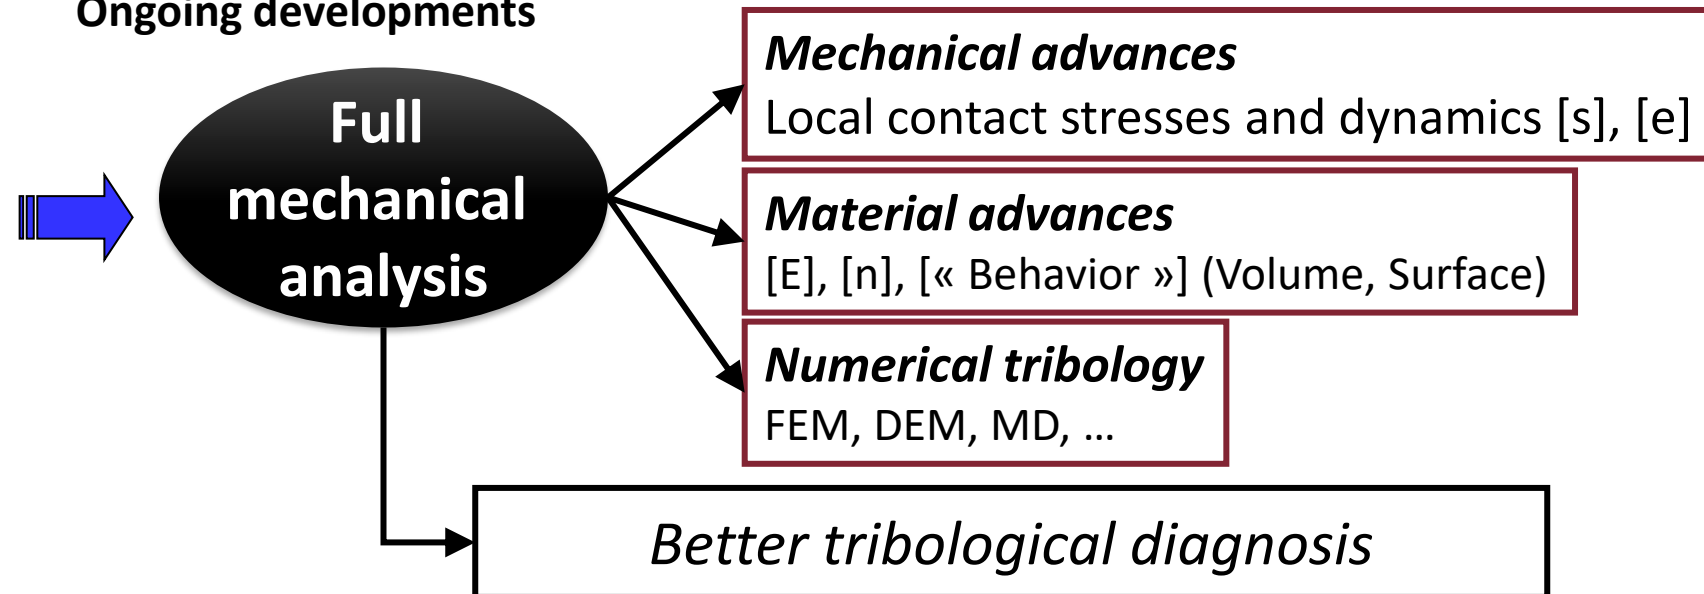 Ongoing developments
Full
mechanical
analysis
Mechanical advances
Local contact stresses and dynamics [s], [e]
Material advances
[E], [n], [« Behavior »] (Volume, Surface)
Numerical tribology
FEM, DEM, MD, ...
Better tribological diagnosis